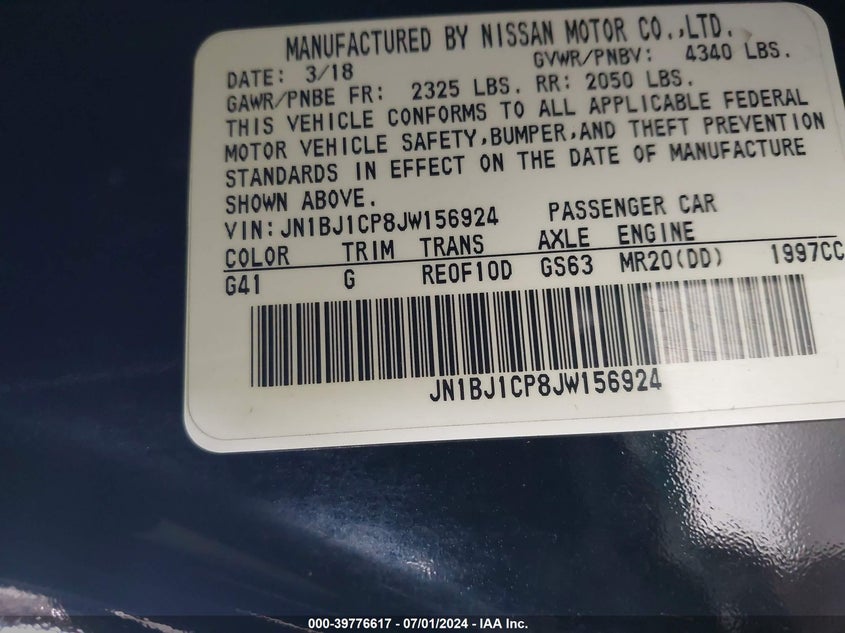 MANUFACTURED BY NISSAN MOTOR CO.,LTD.
DATE: 3/18 GVWR/PNBV: 4340 LBS.
GAWR/PNBE FR: 2325 LBS. RR: 2050 LBS.
THIS VEHICLE CONFORMS TO ALL APPLICABLE FEDERAL
MOTOR VEHICLE SAFETY,BUMPER,AND THEFT PREVENTION
STANDARDS IN EFFECT ON THE DATE OF MANUFACTURE
SHOWN ABOVE.
VIN:JN1BJ1CP8JW156924 PASSENGER CAR
COLOR TRIM TRANS AXLE ENGINE
G41 G RE0F10D GS63 MR20(DD) 1997CC
JN1BJ1CP8JW156924
000-39776617 / 07/01/2024 - IAA Inc.